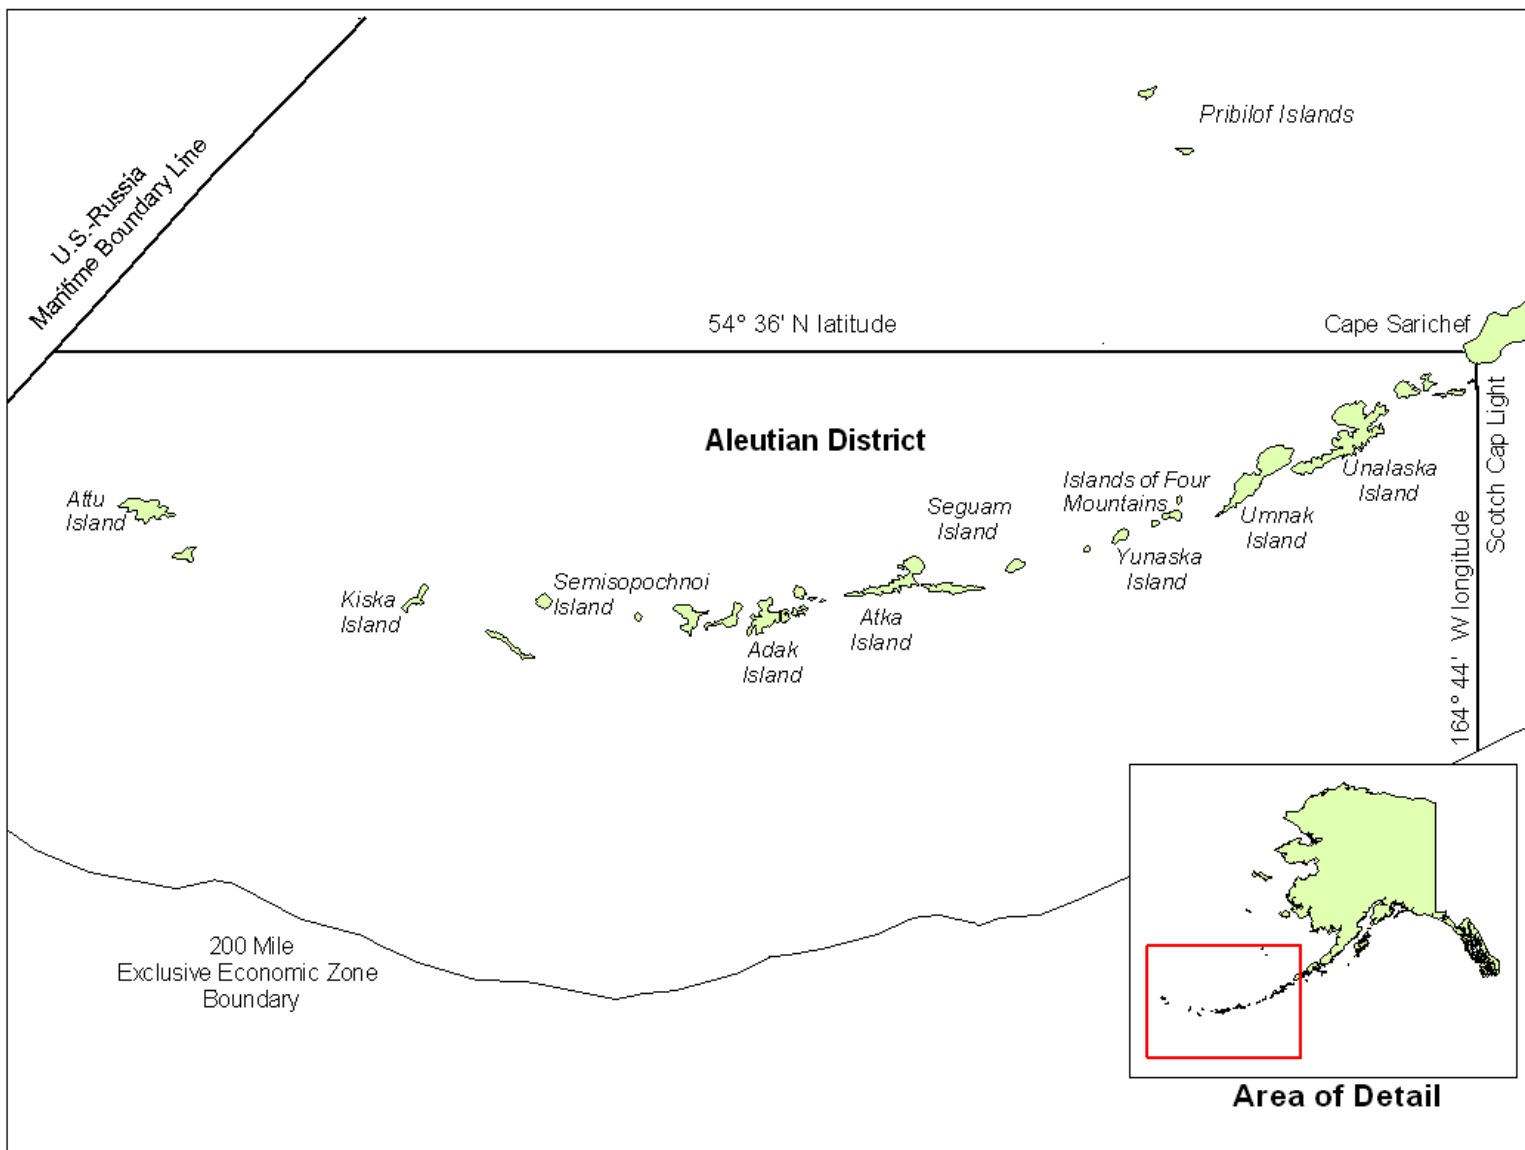 Pribilof Islands
U.S.-Russia
Maritime Boundary Line
54° 36' N latitude
Cape Sarichef
Aleutian District
Scotch Cap Light
164° 44' W longitude
Attu
Island
Kiska
Island
Semisopochnoi
Island
Adak
Island
Atka
Island
Seguam
Island
Islands of Four
Mountains
Yunaska
Island
Umnak
Island
Unalaska
Island
200 Mile
Exclusive Economic Zone
Boundary
Area of Detail